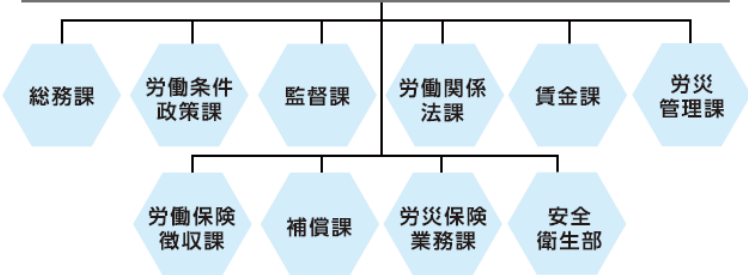 総務課
労働条件
政策課
監督課
労働関係
法課
賃金課
労災
管理課
労働保険
徴収課
補償課
労災保険
業務課
安全
衛生部